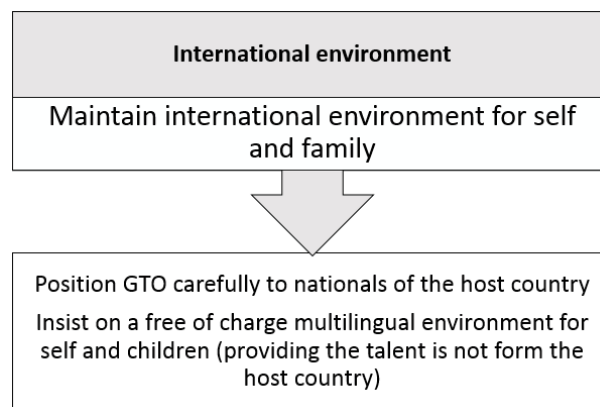 International environment
Maintain international environment for self
and family
Position GTO carefully to nationals of the host country
Insist on a free of charge multilingual environment for
self and children (providing the talent is not form the
host country)